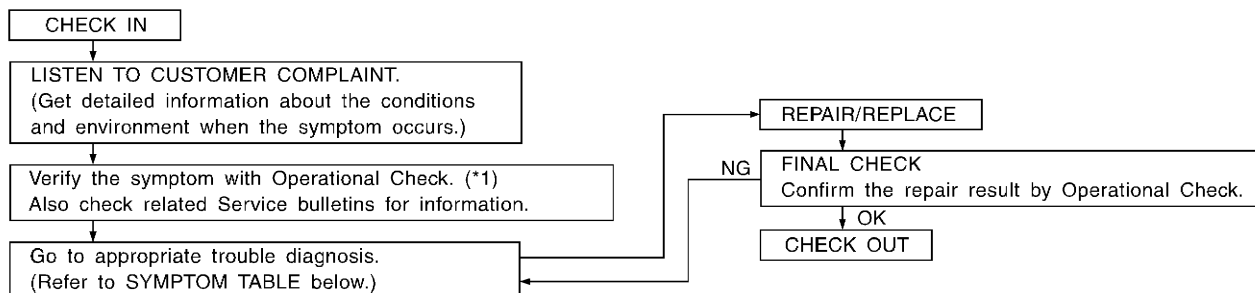 CHECK IN
LISTEN TO CUSTOMER COMPLAINT.
(Get detailed information about the conditions
and environment when the symptom occurs.)
Verify the symptom with Operational Check. (*1)
Also check related Service bulletins for information.
Go to appropriate trouble diagnosis.
(Refer to SYMPTOM TABLE below.)
REPAIR/REPLACE
NG
FINAL CHECK
Confirm the repair result by Operational Check.
OK
CHECK OUT